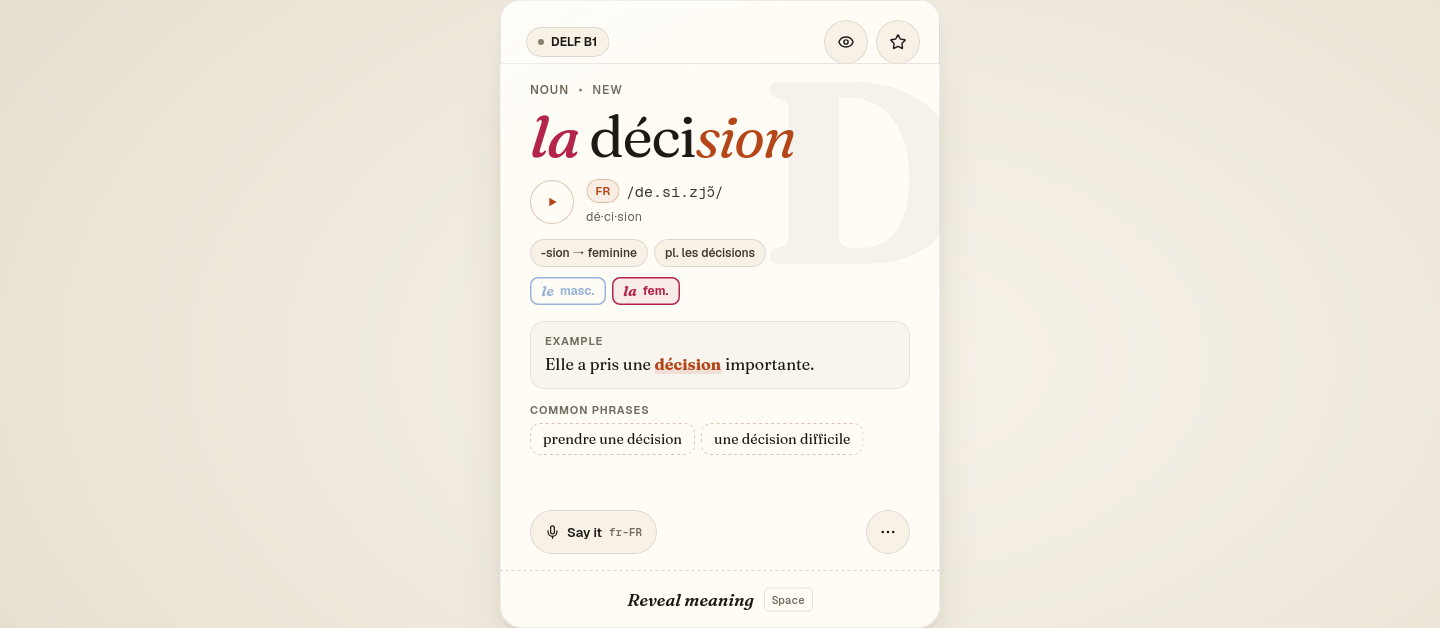 DELF B1
NOUN • NEW
D
la décision
FR /de.si.zjɔ̃/
dé·ci·sion
-sion → feminine pl. les décisions
le masc. la fem.
EXAMPLE
Elle a pris une décision importante.
COMMON PHRASES
prendre une décision une décision difficile
Say it fr-FR
Reveal meaning Space